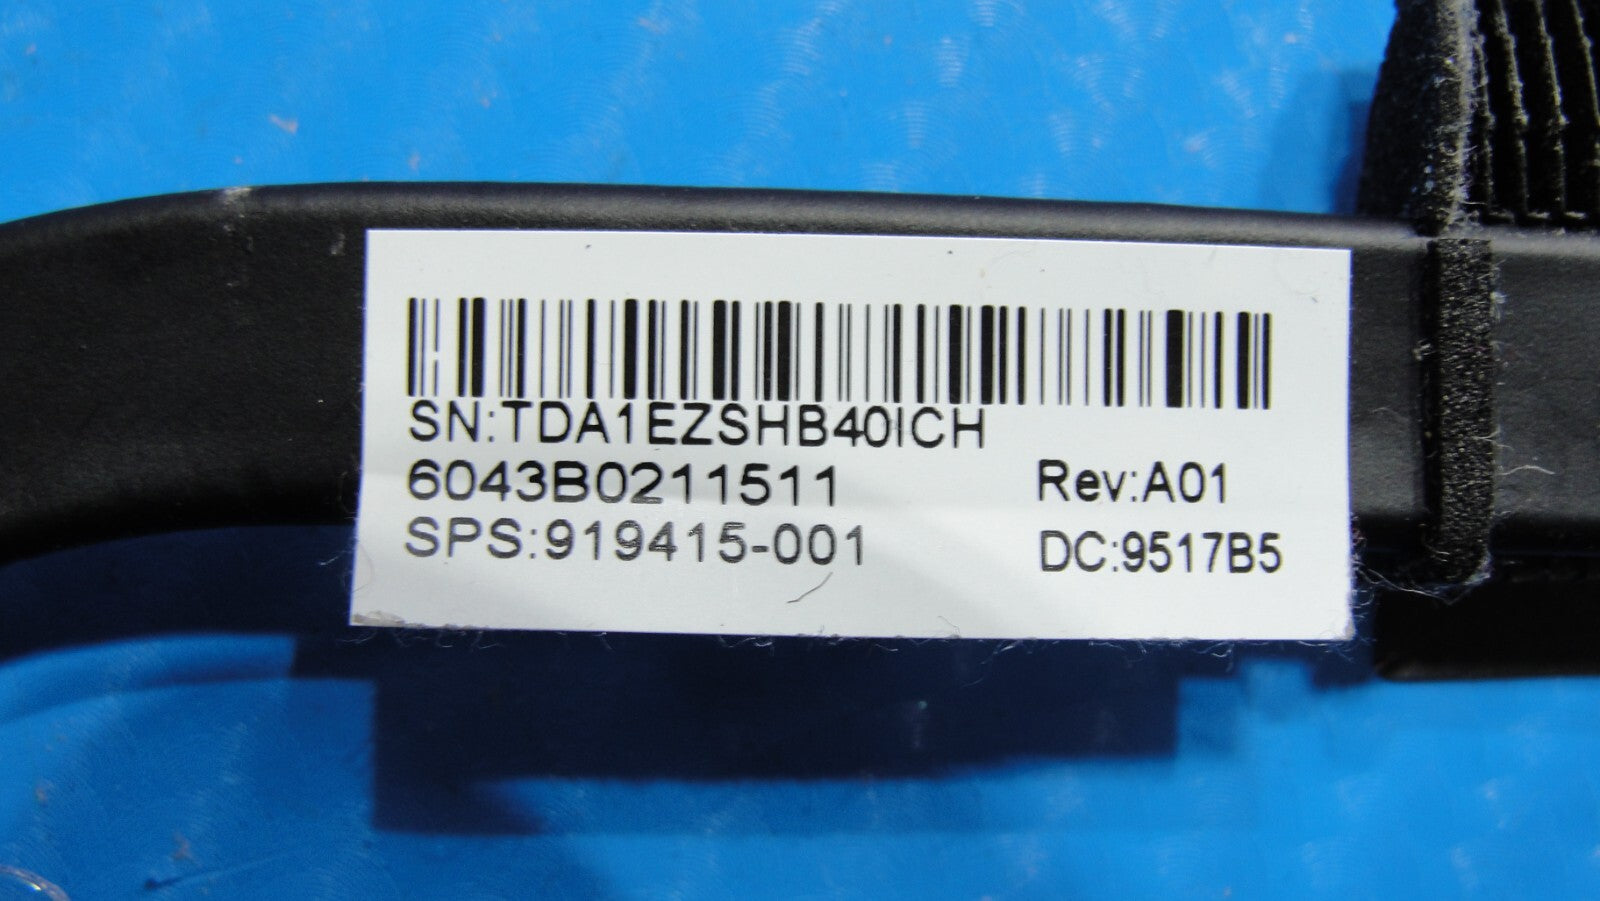 SN:TDA1EZSHB40ICH
6043B0211511 Rev:A01
SPS:919415-001 DC:9517B5